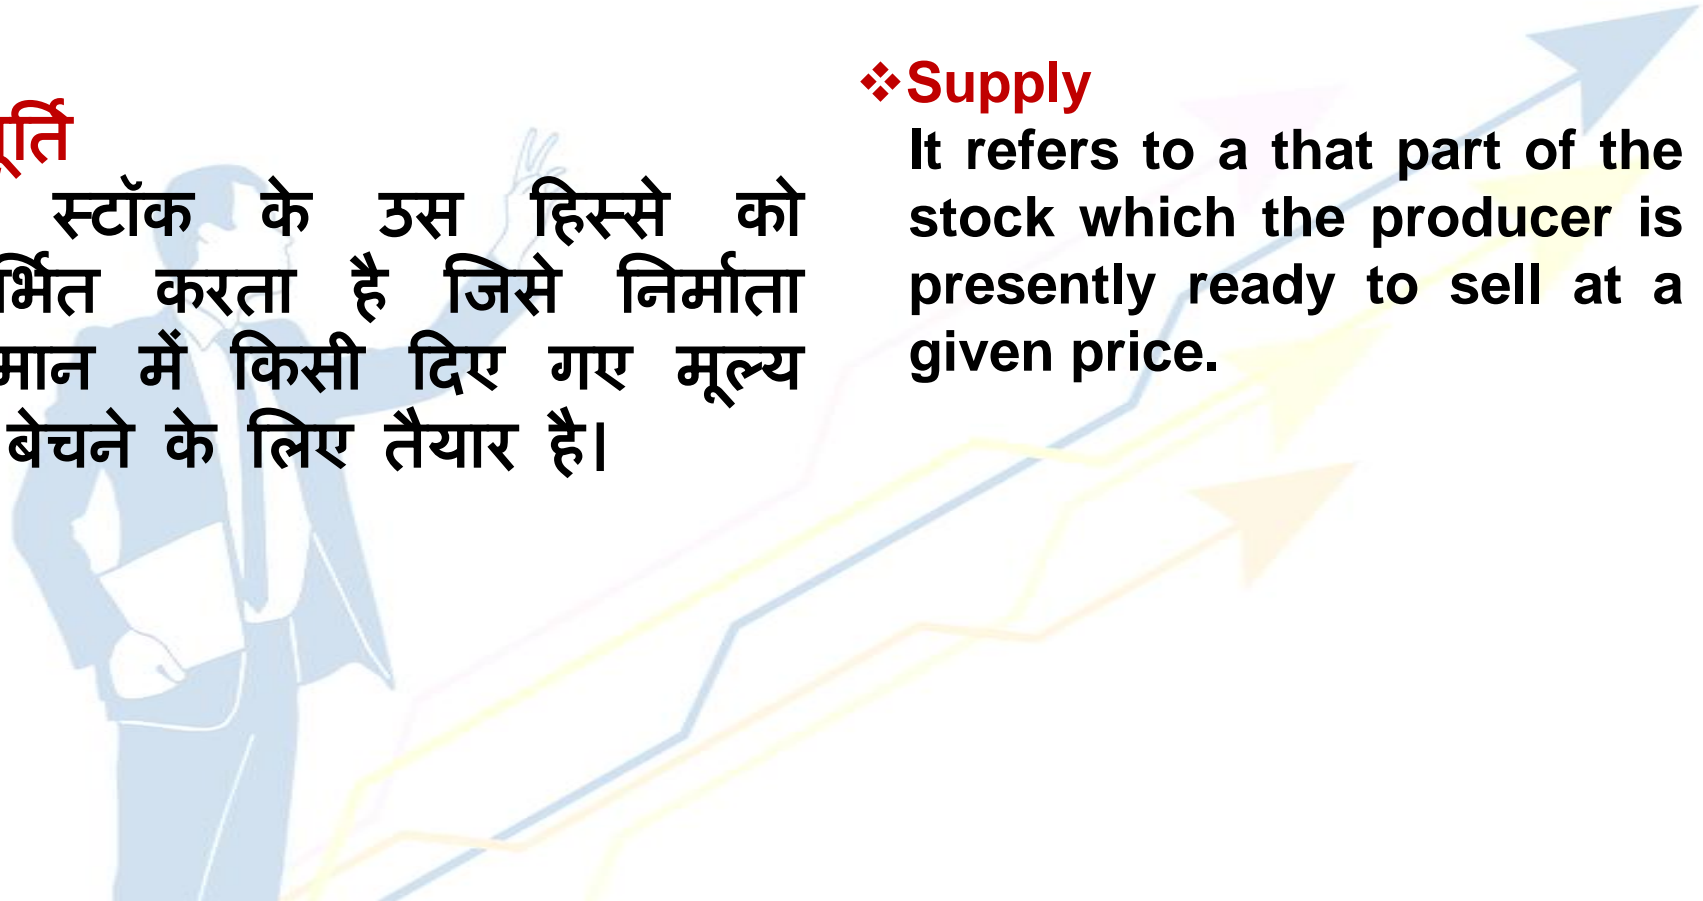 स्टॉक के उस हिस्से को
करता है जिसे निर्माता
में किसी दिए गए मूल्य
बेचने के लिए तैयार है।
❖Supply
It refers to a that part of the
stock which the producer is
presently ready to sell at a
given price.